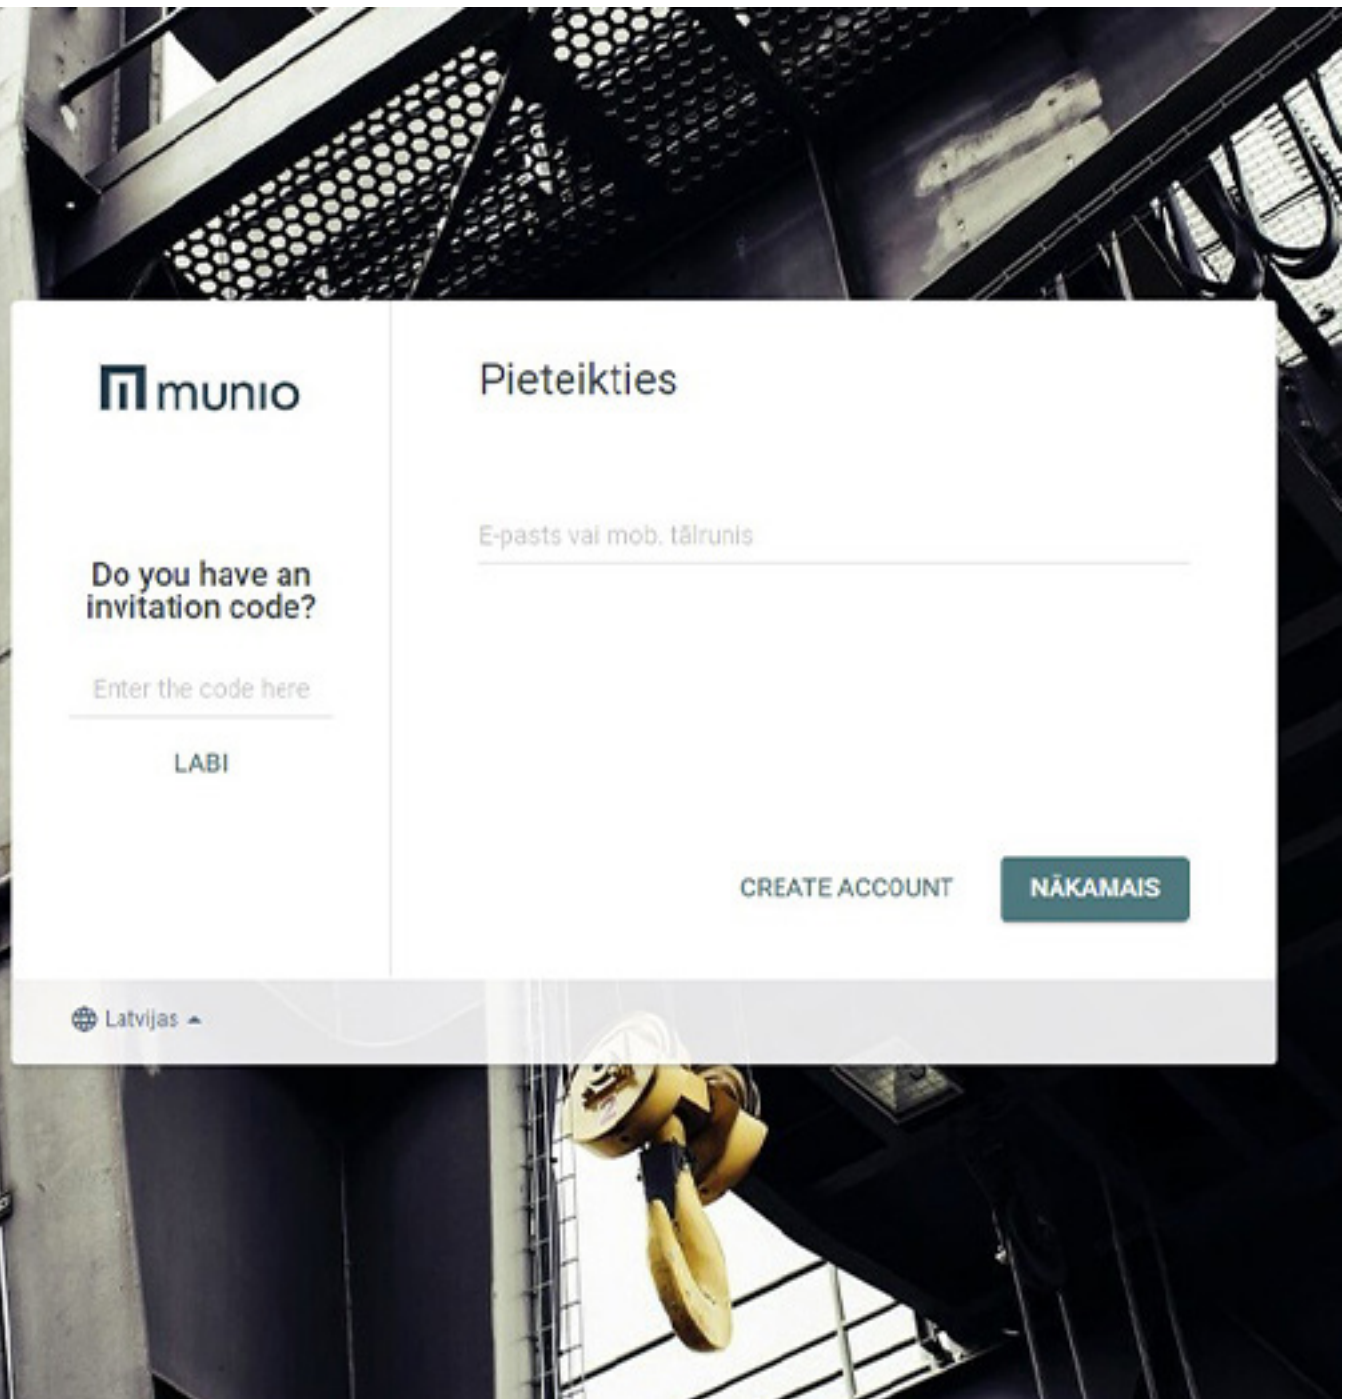 munio
Do you have an
invitation code?
Enter the code here
LABI
Pieteikties
E-pasts vai mob. tālrunis
CREATE ACCOUNT
NĀKAMAIS
Latvijas